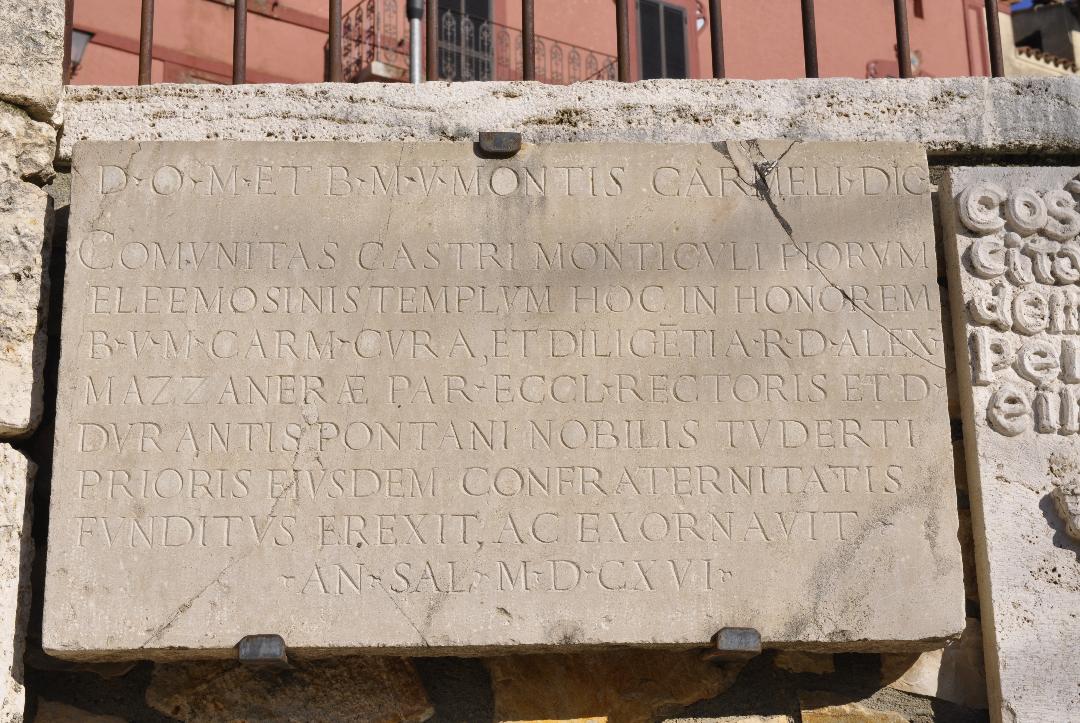 D·O·M·ET B·M·V·MONTIS CARMELI·DIC
COMVNITAS CASTRI MONTICVLI PIORVM
ELEEMOSINIS TEMPLVM HOC IN HONOREM
B·V·M·CARM·CVRA, ET DILIGĒTIA·R·D·ALEX·
MAZZANERÆ PAR·ECCL·RECTORIS ET D·
DVRANTIS PONTANI NOBILIS TVDERTI
PRIORIS EIVSDEM CONFRATERNITATIS
FVNDITVS EREXIT, AC EXORNAVIT
·AN·SAL·M·D·CXVI·